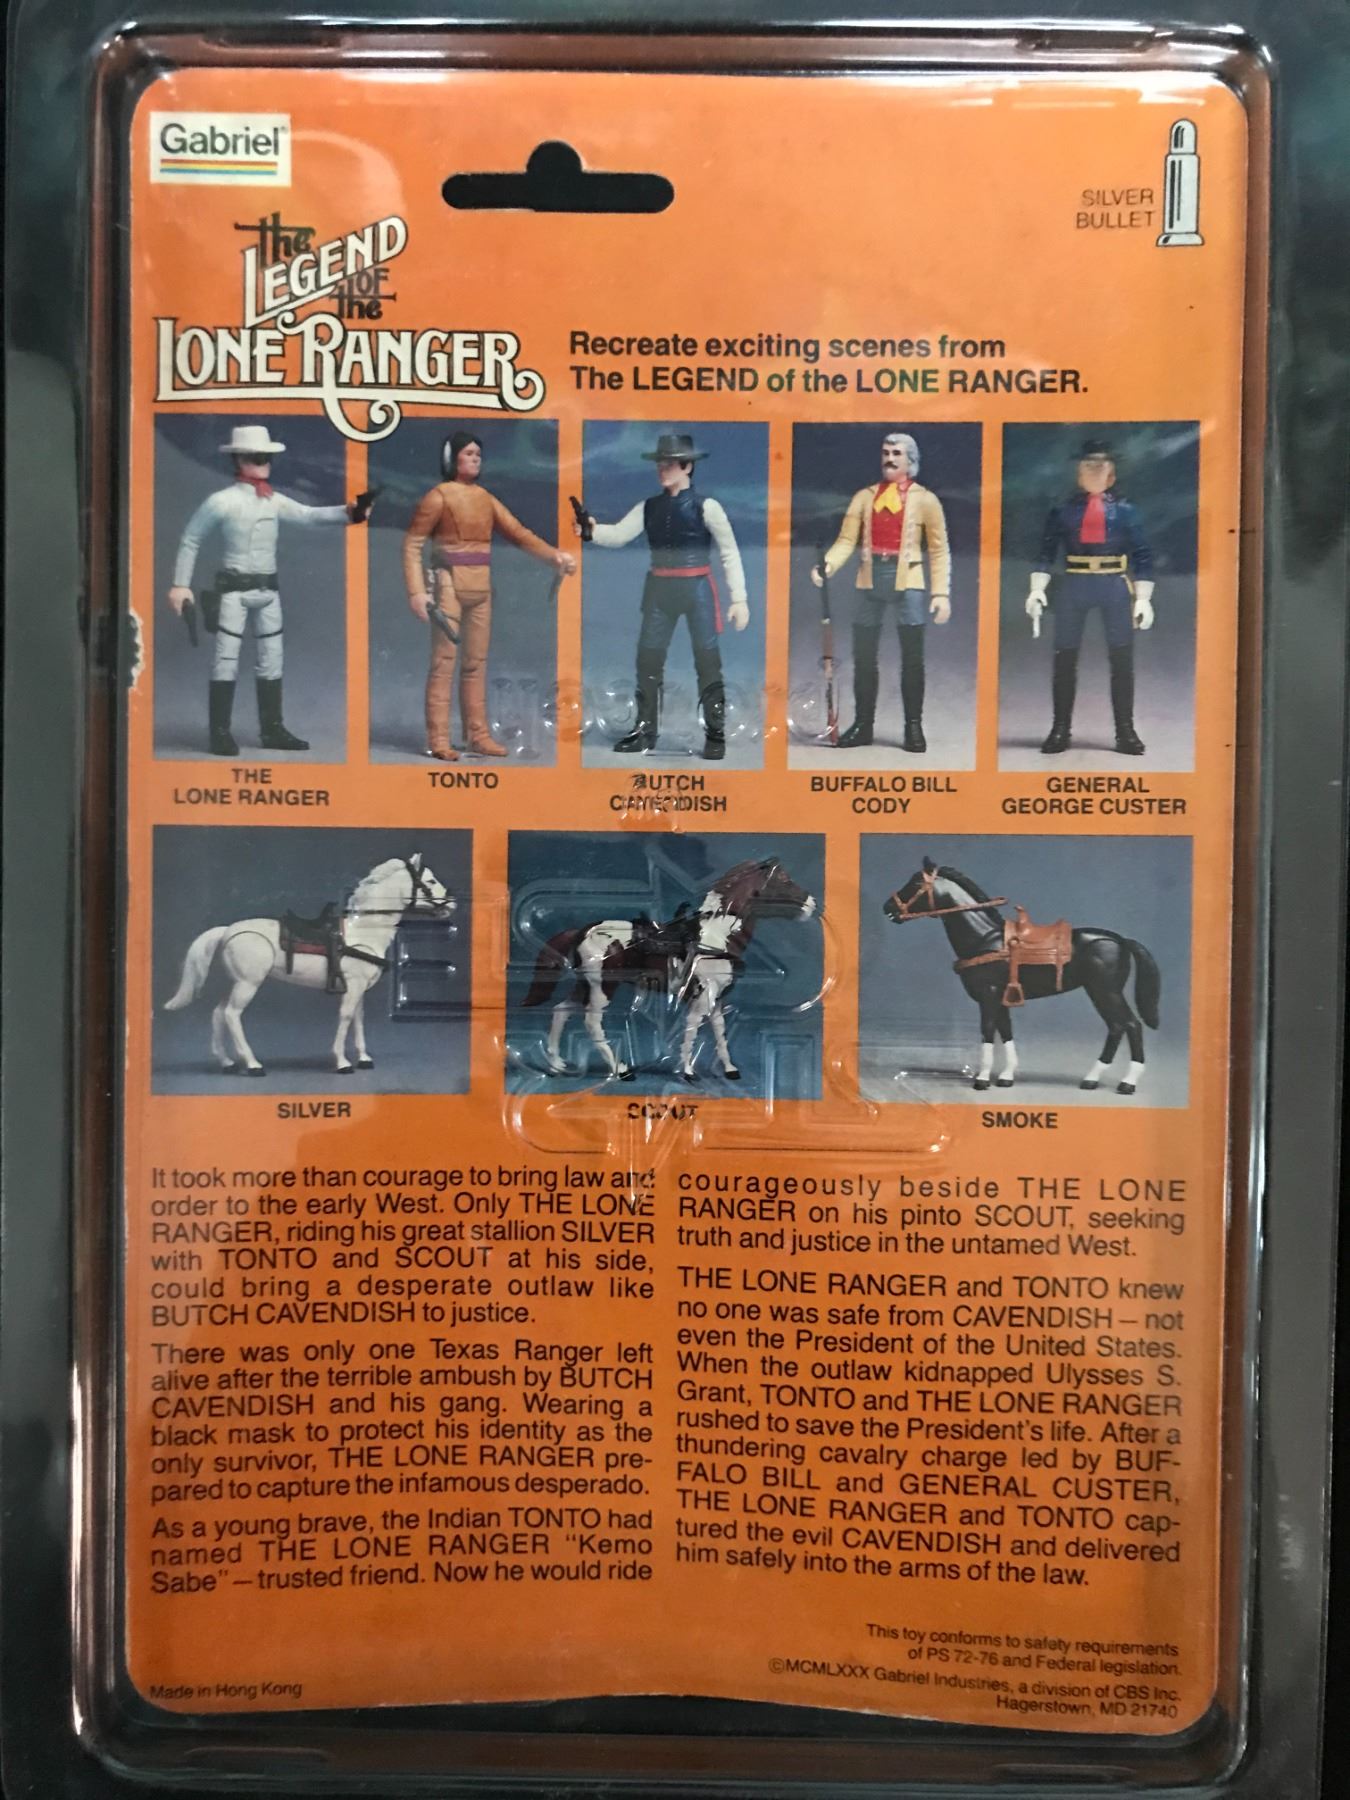 Gabriel®
SILVER
BULLET
the
LEGEND
OF
the
LONE RANGER
Recreate exciting scenes from
The LEGEND of the LONE RANGER.
THE
LONE RANGER
TONTO
BUTCH
CAVENDISH
BUFFALO BILL
CODY
GENERAL
GEORGE CUSTER
SILVER
SCOUT
SMOKE
It took more than courage to bring law and
order to the early West. Only THE LONE
RANGER, riding his great stallion SILVER
with TONTO and SCOUT at his side,
could bring a desperate outlaw like
BUTCH CAVENDISH to justice.
There was only one Texas Ranger left
alive after the terrible ambush by BUTCH
CAVENDISH and his gang. Wearing a
black mask to protect his identity as the
only survivor, THE LONE RANGER pre-
pared to capture the infamous desperado.
As a young brave, the Indian TONTO had
named THE LONE RANGER “Kemo
Sabe” – trusted friend. Now he would ride
courageously beside THE LONE
RANGER on his pinto SCOUT, seeking
truth and justice in the untamed West.
THE LONE RANGER and TONTO knew
no one was safe from CAVENDISH – not
even the President of the United States.
When the outlaw kidnapped Ulysses S.
Grant, TONTO and THE LONE RANGER
rushed to save the President's life. After a
thundering cavalry charge led by BUF-
FALO BILL and GENERAL CUSTER,
THE LONE RANGER and TONTO cap-
tured the evil CAVENDISH and delivered
him safely into the arms of the law.
This toy conforms to safety requirements
of PS 72-76 and Federal legislation.
©MCMLXXX Gabriel Industries, a division of CBS Inc.
Hagerstown, MD 21740
Made in Hong Kong